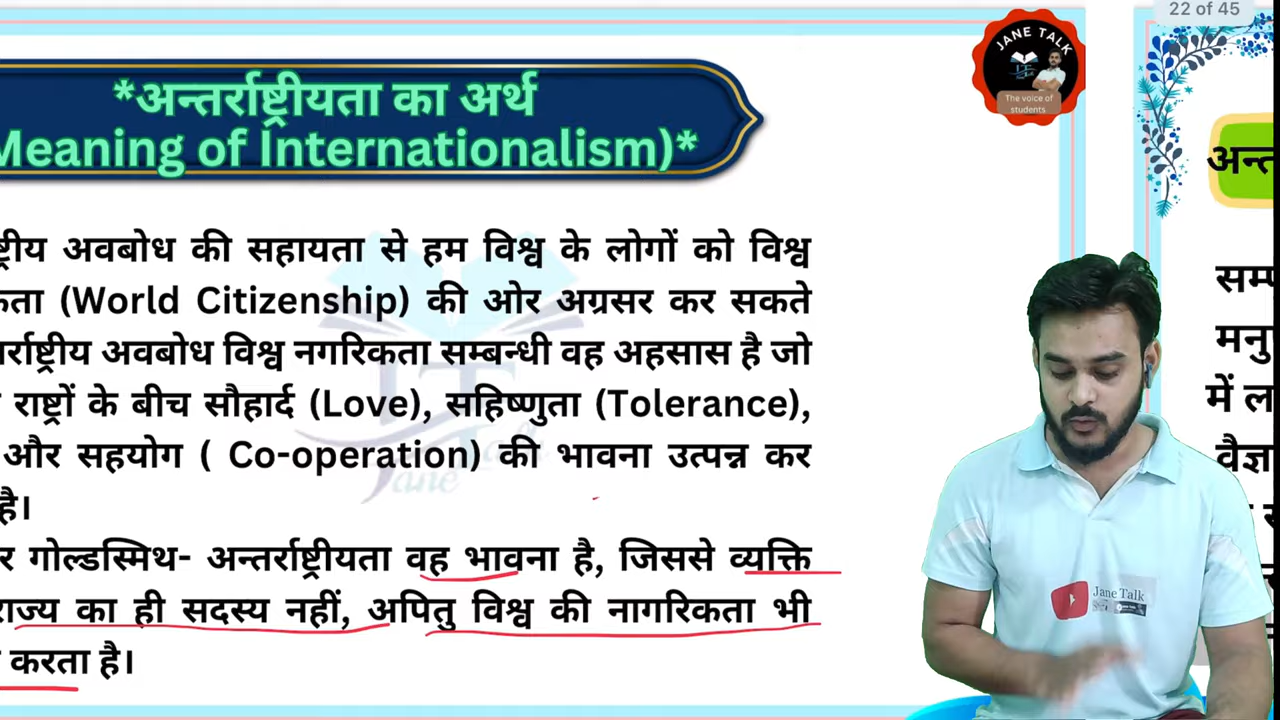 22 of 45
JANE TALK
The voice of
students
*अन्तर्राष्ट्रीयता का अर्थ
Meaning of Internationalism)*
अवबोध की सहायता से हम विश्व के लोगों को विश्व
(World Citizenship) की ओर अग्रसर कर सकते
अवबोध विश्व नगरिकता सम्बन्धी वह अहसास है जो
राष्ट्रों के बीच सौहार्द (Love), सहिष्णुता (Tolerance),
और सहयोग ( Co-operation) की भावना उत्पन्न कर
है।
गोल्डस्मिथ- अन्तर्राष्ट्रीयता वह भावना है, जिससे व्यक्ति
राज्य का ही सदस्य नहीं, अपितु विश्व की नागरिकता भी
करता है।
Jane Talk
में
Jane Talk